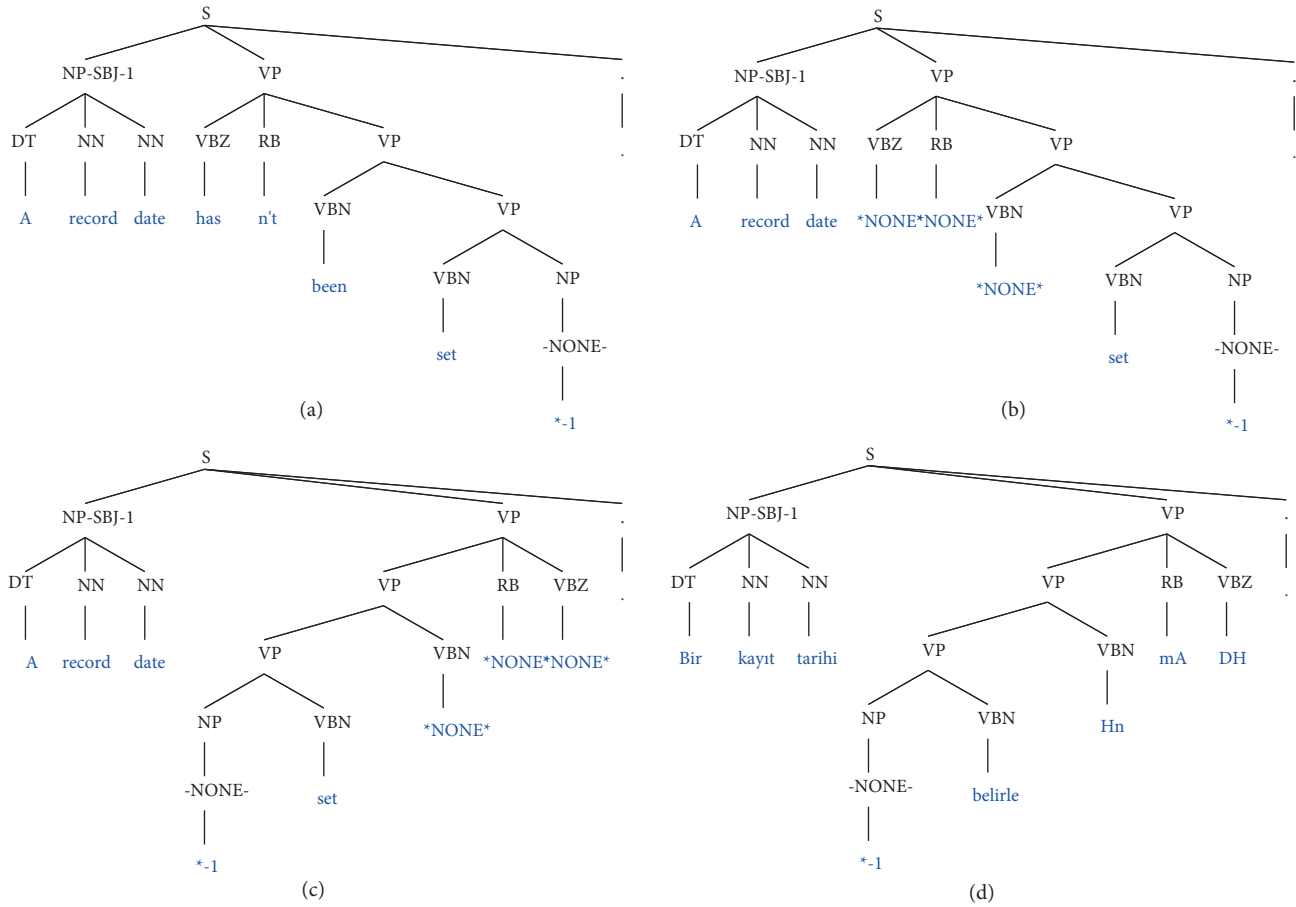 S
NP-SBJ-1 VP .
DT NN NN VBZ RB VP .
A record date has n't VBN VP
been VBN NP
set -NONE-
*-1
(a)
S
NP-SBJ-1 VP .
DT NN NN VBZ RB VP .
A record date *NONE* *NONE* VBN VP
*NONE* VBN NP
set -NONE-
*-1
(b)
S
NP-SBJ-1 VP .
DT NN NN VP RB VBZ .
A record date VP VBN *NONE* *NONE*
NP VBN *NONE*
-NONE- set
*-1
(c)
S
NP-SBJ-1 VP .
DT NN NN VP RB VBZ .
Bir kayıt tarihi VP VBN mA DH
NP VBN Hn
-NONE- belirle
*-1
(d)